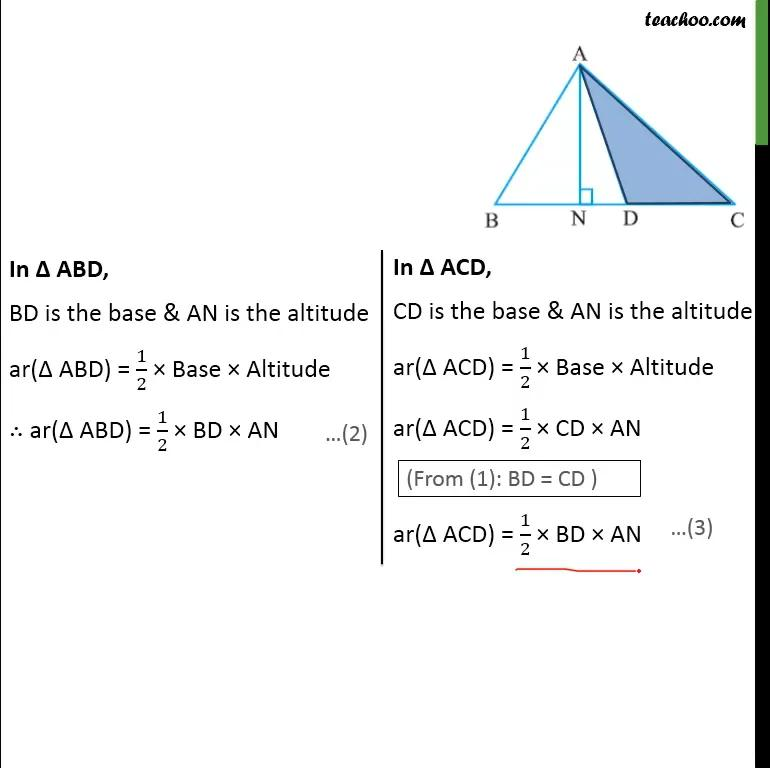 teachoo.com
A
B N D C
In Δ ABD,
BD is the base & AN is the altitude
ar(Δ ABD) = 1/2 × Base × Altitude
∴ ar(Δ ABD) = 1/2 × BD × AN ...(2)
In Δ ACD,
CD is the base & AN is the altitude
ar(Δ ACD) = 1/2 × Base × Altitude
ar(Δ ACD) = 1/2 × CD × AN
(From (1): BD = CD )
ar(Δ ACD) = 1/2 × BD × AN ...(3)